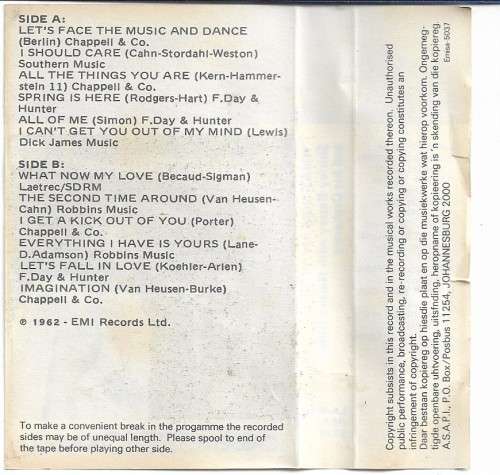 SIDE A:
LET'S FACE THE MUSIC AND DANCE
(Berlin) Chappell & Co.
I SHOULD CARE (Cahn-Stordahl-Weston)
Southern Music
ALL THE THINGS YOU ARE (Kern-Hammer-
stein 11) Chappell & Co.
SPRING IS HERE (Rodgers-Hart) F.Day &
Hunter
ALL OF ME (Simon) F.Day & Hunter
I CAN'T GET YOU OUT OF MY MIND (Lewis)
Dick James Music
SIDE B:
WHAT NOW MY LOVE (Becaud-Sigman)
Laetrec/SDRM
THE SECOND TIME AROUND (Van Heusen-
Cahn) Robbins Music
I GET A KICK OUT OF YOU (Porter)
Chappell & Co.
EVERYTHING I HAVE IS YOURS (Lane-
D.Adamson) Robbins Music
LET'S FALL IN LOVE (Koehler-Arlen)
F.Day & Hunter
IMAGINATION (Van Heusen-Burke)
Chappell & Co.
℗ 1962 - EMI Records Ltd.
To make a convenient break in the progamme the recorded
sides may be of unequal length. Please spool to end of
the tape before playing other side.
Copyright subsists in this record and in the musical works recorded thereon. Unauthorised
public performance, broadcasting, re-recording or copying or copying constitutes an
infringement of copyright.
Daar bestaan kopiereg op hiesdie plaat en op die musiekwerke wat hierop voorkom. Ongemeg-
tigde openbare uhtvoering, uitsfnding, heropname of kopieering is 'n skending van die kopiereg.
A.S.A.P.I., P.O. Box/Posbus 11254, JOHANNESBURG 2000
Emsa-5037